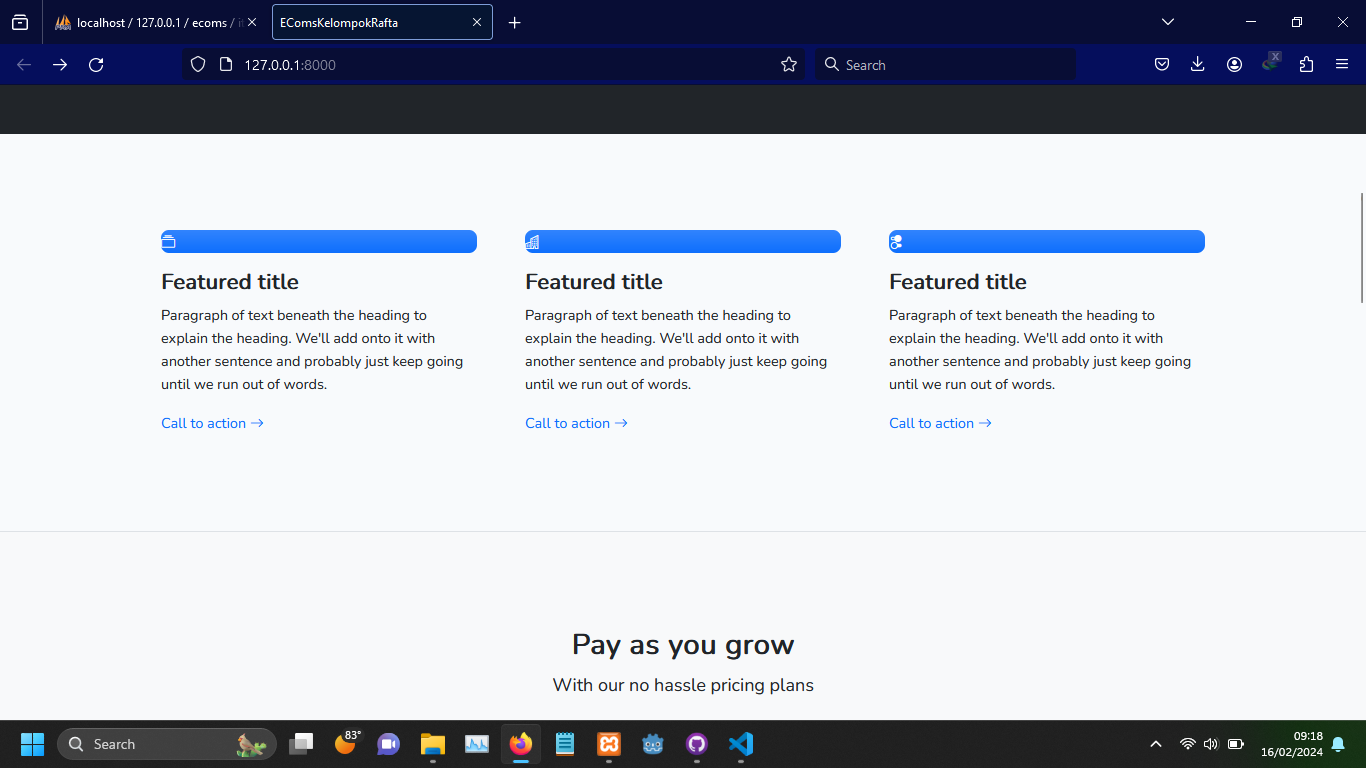 localhost / 127.0.0.1 / ecoms /
EComsKelompokRafta
127.0.0.1:8000
Search
Featured title
Paragraph of text beneath the heading to
explain the heading. We'll add onto it with
another sentence and probably just keep going
until we run out of words.
Call to action
Featured title
Paragraph of text beneath the heading to
explain the heading. We'll add onto it with
another sentence and probably just keep going
until we run out of words.
Call to action
Featured title
Paragraph of text beneath the heading to
explain the heading. We'll add onto it with
another sentence and probably just keep going
until we run out of words.
Call to action
Pay as you grow
With our no hassle pricing plans
Search
83°
09:18
16/02/2024